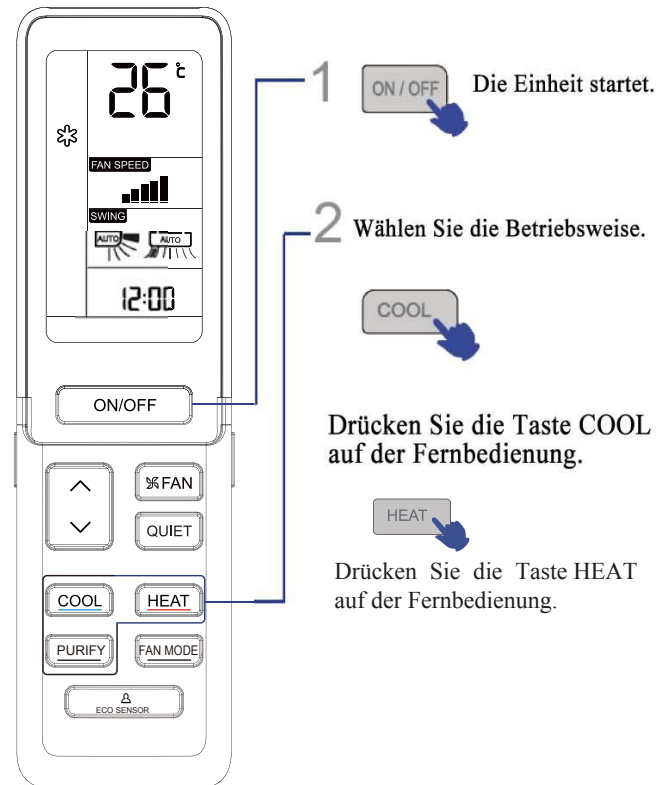 26°c
FAN SPEED
SWING
AUTO
AUTO
12:00
ON/OFF
FAN
QUIET
COOL
HEAT
PURIFY
FAN MODE
ECO SENSOR
1
ON / OFF
Die Einheit startet.
2
Wählen Sie die Betriebsweise.
COOL
Drücken Sie die Taste COOL
auf der Fernbedienung.
HEAT
Drücken Sie die Taste HEAT
auf der Fernbedienung.